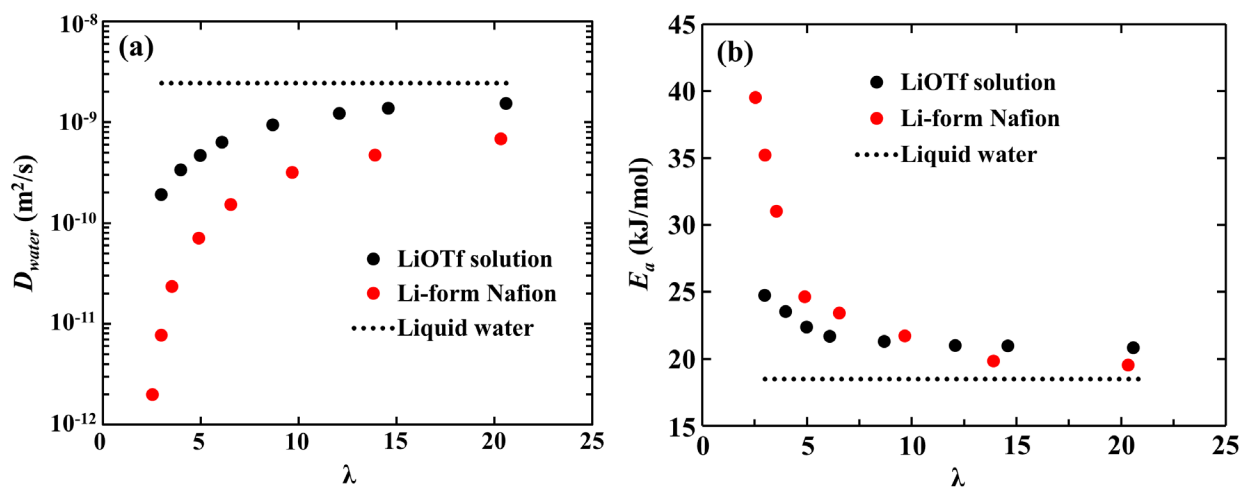 (a)
10⁻⁸
10⁻⁹
10⁻¹⁰
10⁻¹¹
10⁻¹²
D_water (m²/s)
LiOTf solution
Li-form Nafion
Liquid water
0 5 10 15 20 25
λ
(b)
45
40
35
30
25
20
15
E_a (kJ/mol)
LiOTf solution
Li-form Nafion
Liquid water
0 5 10 15 20 25
λ